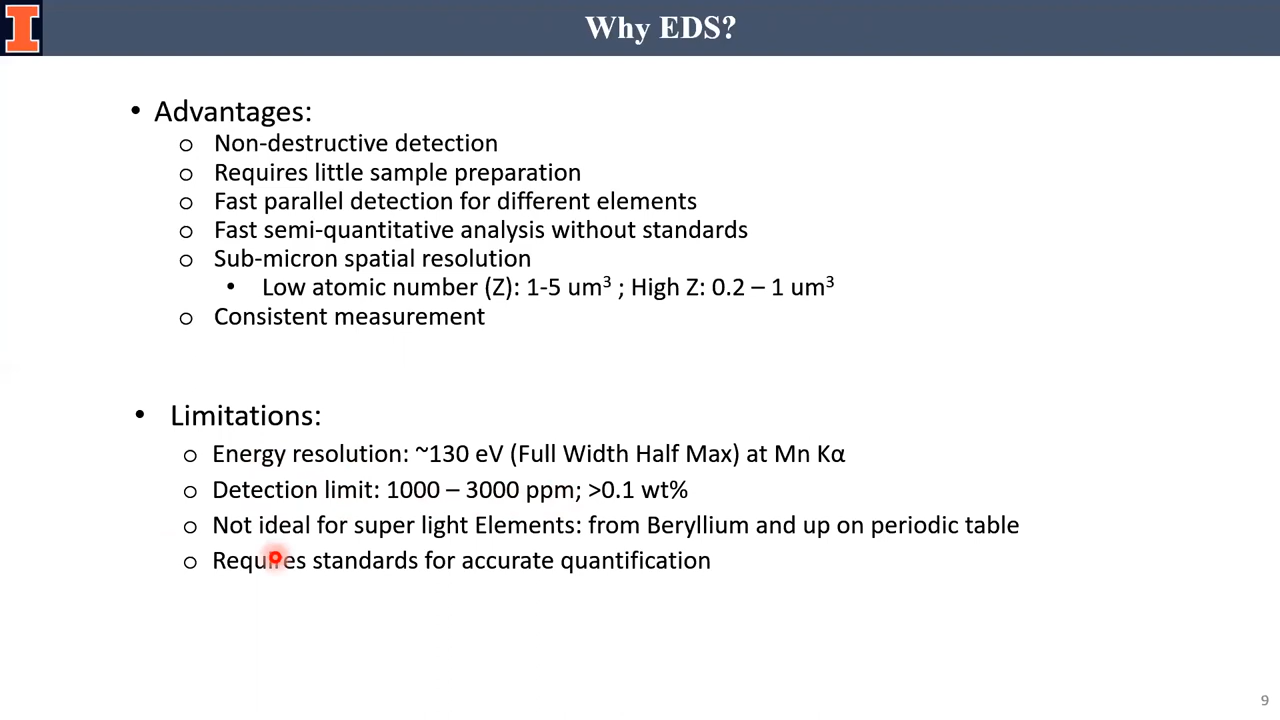 Why EDS?
• Advantages:
o Non-destructive detection
o Requires little sample preparation
o Fast parallel detection for different elements
o Fast semi-quantitative analysis without standards
o Sub-micron spatial resolution
• Low atomic number (Z): 1-5 um³ ; High Z: 0.2 – 1 um³
o Consistent measurement
• Limitations:
o Energy resolution: ~130 eV (Full Width Half Max) at Mn Kα
o Detection limit: 1000 – 3000 ppm; >0.1 wt%
o Not ideal for super light Elements: from Beryllium and up on periodic table
o Requires standards for accurate quantification
9